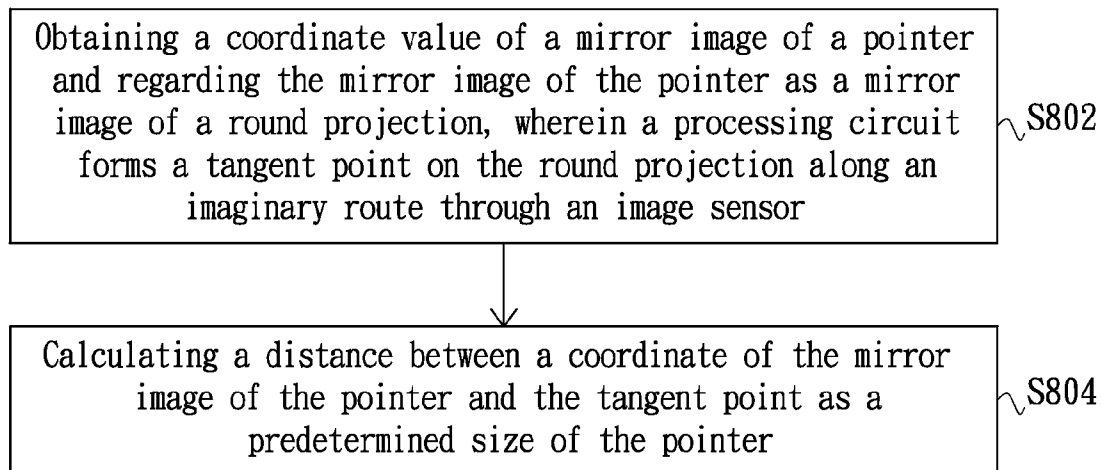 Obtaining a coordinate value of a mirror image of a pointer
and regarding the mirror image of the pointer as a mirror
image of a round projection, wherein a processing circuit
forms a tangent point on the round projection along an
imaginary route through an image sensor
S802
Calculating a distance between a coordinate of the mirror
image of the pointer and the tangent point as a
predetermined size of the pointer
S804